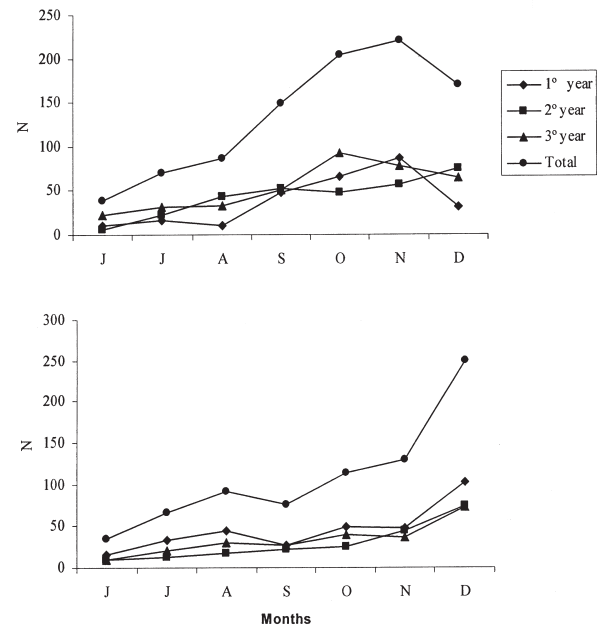 250
200
150
100
50
0
N
J J A S O N D
1º year
2º year
3º year
Total
300
250
200
150
100
50
0
N
J J A S O N D
Months